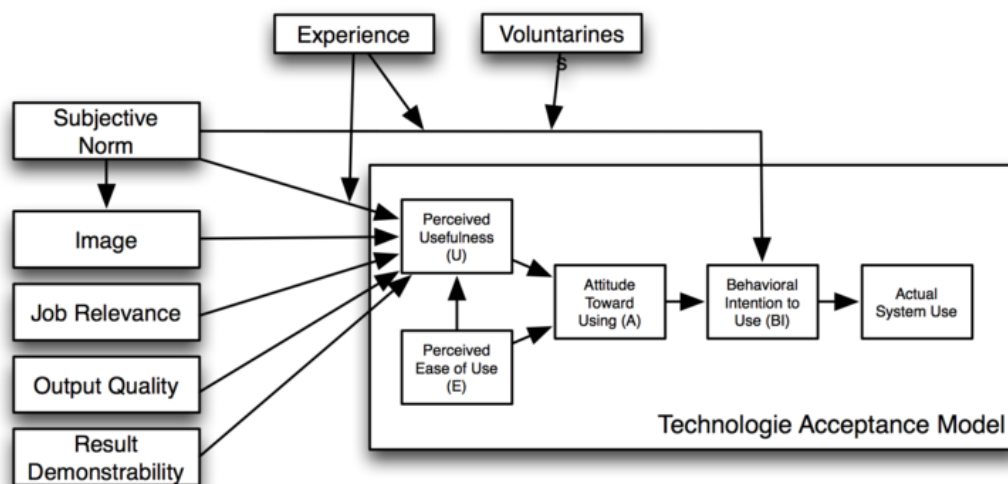 Experience
Voluntarines
s
Subjective
Norm
Image
Job Relevance
Output Quality
Result
Demonstrability
Perceived
Usefulness
(U)
Perceived
Ease of Use
(E)
Attitude
Toward
Using (A)
Behavioral
Intention to
Use (BI)
Actual
System Use
Technologie Acceptance Model